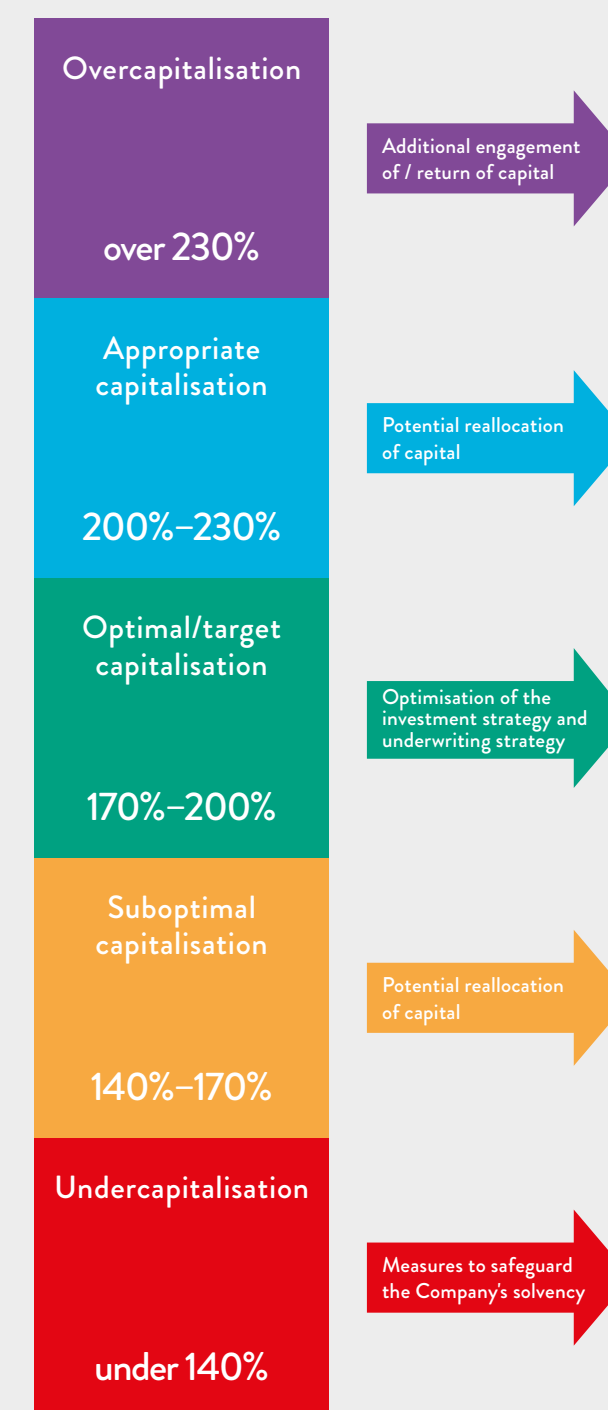 Overcapitalisation
over 230%
Additional engagement
of / return of capital
Appropriate
capitalisation
200%–230%
Potential reallocation
of capital
Optimal/target
capitalisation
170%–200%
Optimisation of the
investment strategy and
underwriting strategy
Suboptimal
capitalisation
140%–170%
Potential reallocation
of capital
Undercapitalisation
under 140%
Measures to safeguard
the Company's solvency